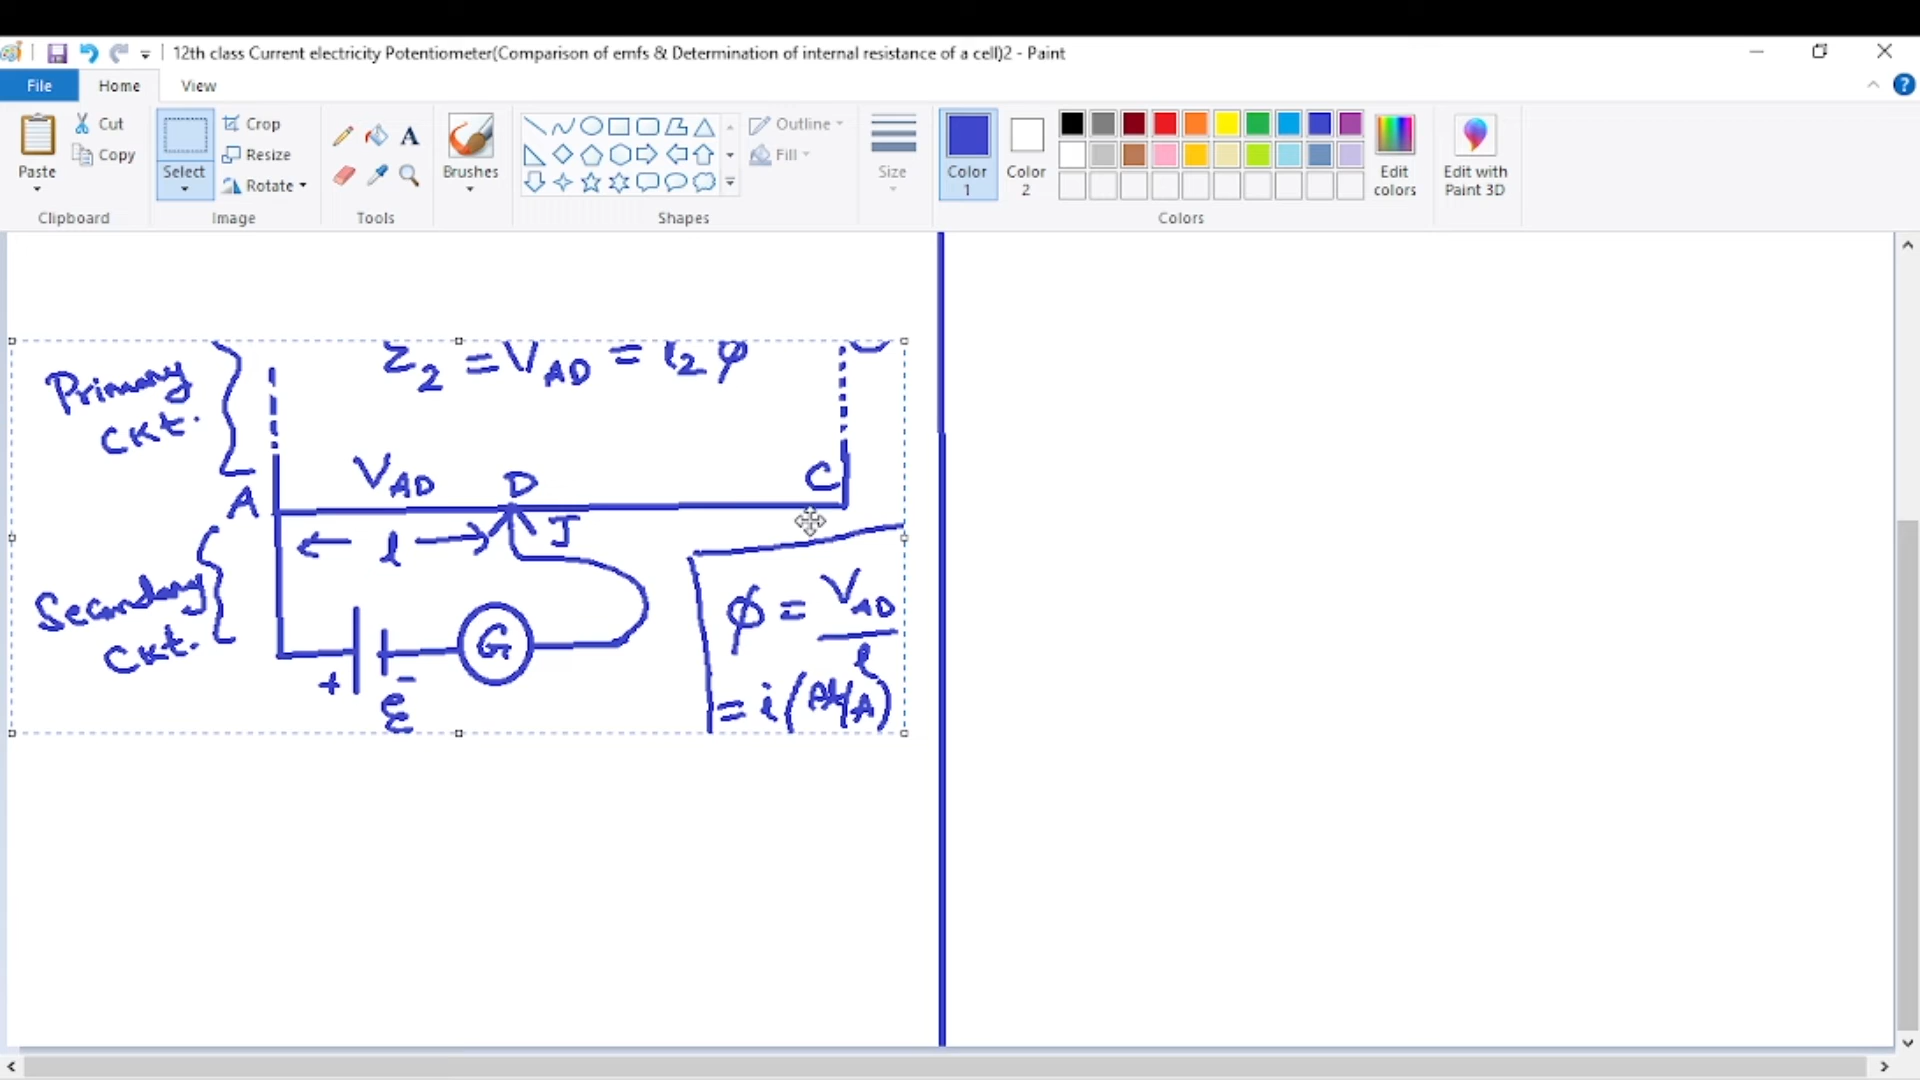 12th class Current electricity Potentiometer(Comparison of emfs & Determination of internal resistance of a cell)2 - Paint
File Home View
Paste Cut Copy
Clipboard
Select Crop Resize Rotate
Image
A
Tools
Brushes
Shapes
Outline Fill
Size
Color 1
Color 2
Edit colors
Colors
Edit with Paint 3D
Primary
CKt.
Ɛ2 = VAD = l2 φ
VAD D C
A
l J
Secondary
CKt.
+ -
Ɛ
G
φ = VAD
l
= i (